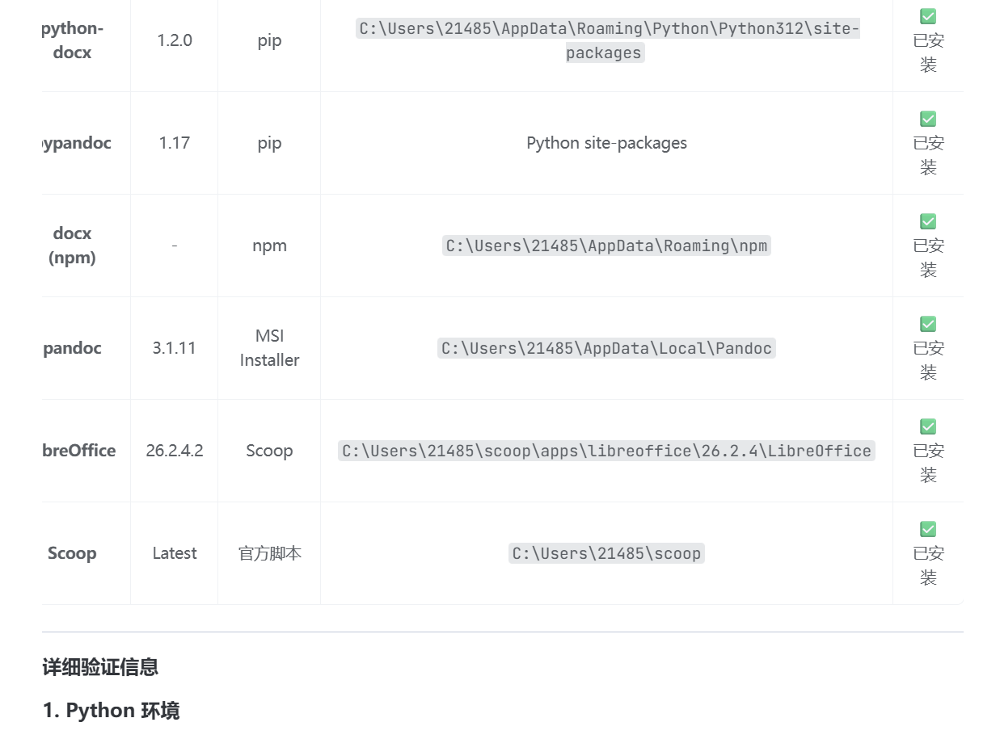 python-docx 1.2.0 pip C:\Users\21485\AppData\Roaming\Python\Python312\site-packages 已安装
ypandoc 1.17 pip Python site-packages 已安装
docx (npm) - npm C:\Users\21485\AppData\Roaming\npm 已安装
pandoc 3.1.11 MSI Installer C:\Users\21485\AppData\Local\Pandoc 已安装
breOffice 26.2.4.2 Scoop C:\Users\21485\scoop\apps\libreoffice\26.2.4\LibreOffice 已安装
Scoop Latest 官方脚本 C:\Users\21485\scoop 已安装
详细验证信息
1. Python 环境